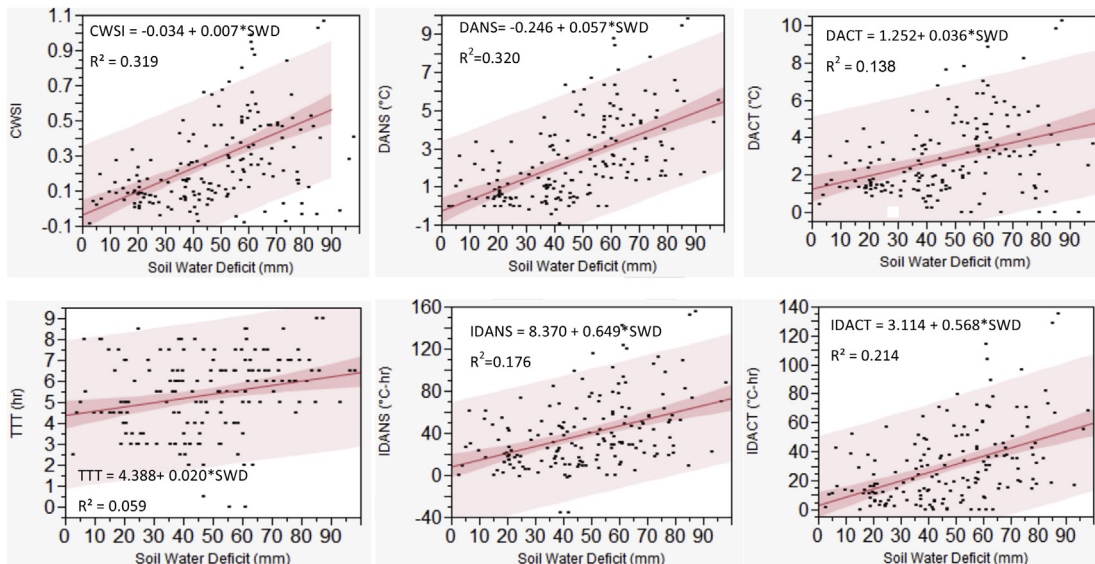 1.1
0.9
0.7
0.5
0.3
0.1
-0.1
CWSI
CWSI = -0.034 + 0.007*SWD
R² = 0.319
0 10 20 30 40 50 60 70 80 90
Soil Water Deficit (mm)
9
7
5
3
1
-1
DANS (°C)
DANS= -0.246 + 0.057*SWD
R²=0.320
0 10 20 30 40 50 60 70 80 90
Soil Water Deficit (mm)
10
8
6
4
2
0
DACT (°C)
DACT = 1.252+ 0.036*SWD
R² = 0.138
0 10 20 30 40 50 60 70 80 90
Soil Water Deficit (mm)
9
8
7
6
5
4
3
2
1
0
TTT (hr)
TTT = 4.388+ 0.020*SWD
R² = 0.059
0 10 20 30 40 50 60 70 80 90
Soil Water Deficit (mm)
160
120
80
40
0
-40
IDANS (°C-hr)
IDANS = 8.370 + 0.649*SWD
R²=0.176
0 10 20 30 40 50 60 70 80 90
Soil Water Deficit (mm)
140
120
100
80
60
40
20
0
IDACT (°C-hr)
IDACT = 3.114 + 0.568*SWD
R² = 0.214
0 10 20 30 40 50 60 70 80 90
Soil Water Deficit (mm)